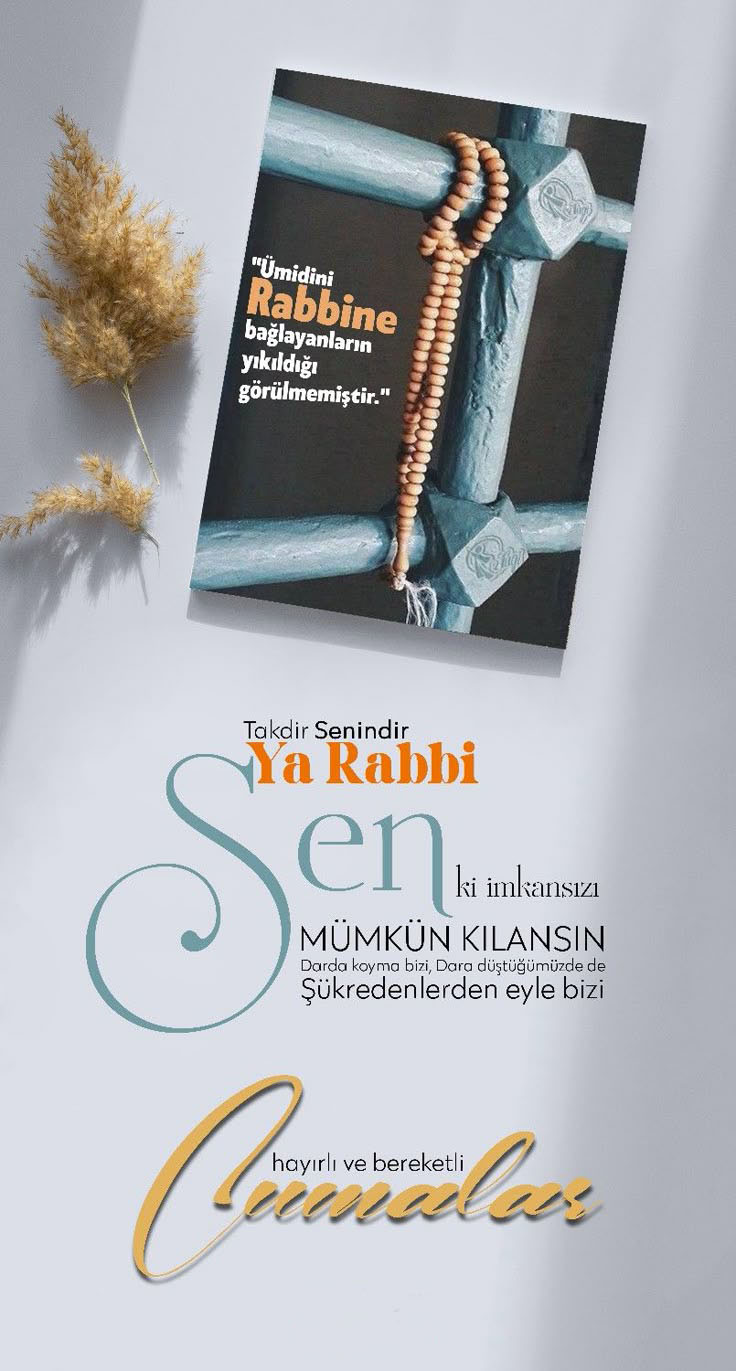 "Ümidini
Rabbine
bağlayanların
yıkıldığı
görülmemiştir."
Takdir Senindir
Ya Rabbi
Sen
ki imkansızı
MÜMKÜN KILANSIN
Darda koyma bizi, Dara düştüğümüzde de
Şükredenlerden eyle bizi
hayırlı ve bereketli
Cumalar